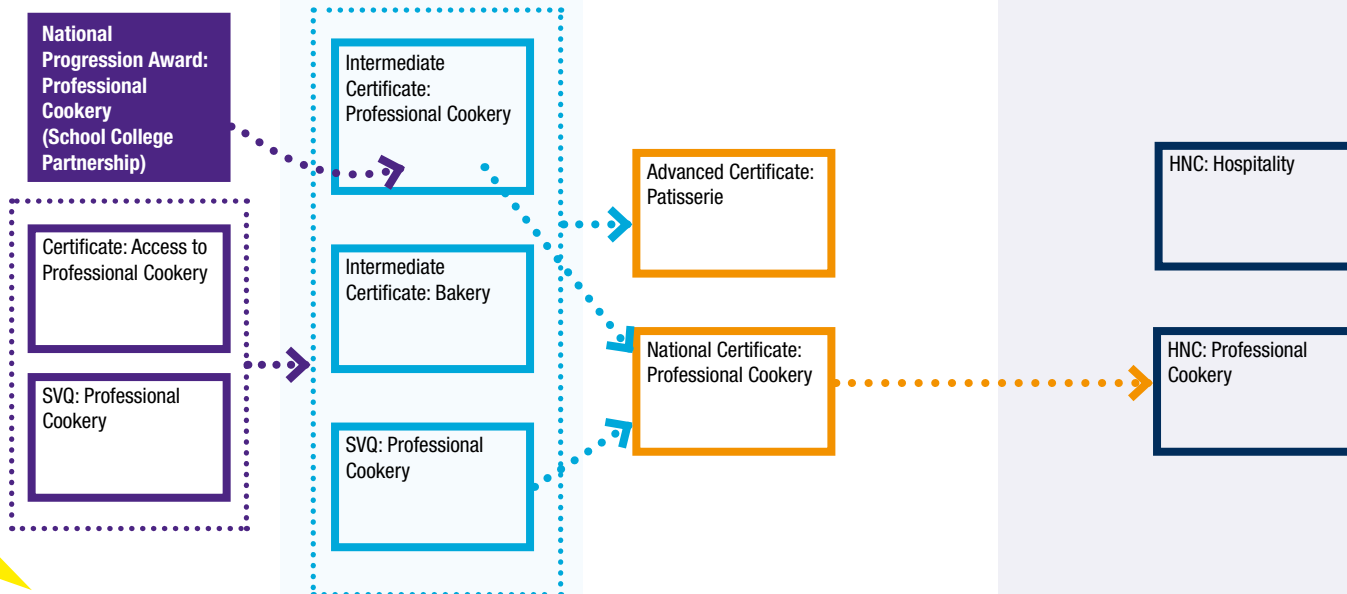 National
Progression Award:
Professional
Cookery
(School College
Partnership)
Certificate: Access to
Professional Cookery
SVQ: Professional
Cookery
Intermediate
Certificate:
Professional Cookery
Intermediate
Certificate: Bakery
SVQ: Professional
Cookery
Advanced Certificate:
Patisserie
National Certificate:
Professional Cookery
HNC: Hospitality
HNC: Professional
Cookery